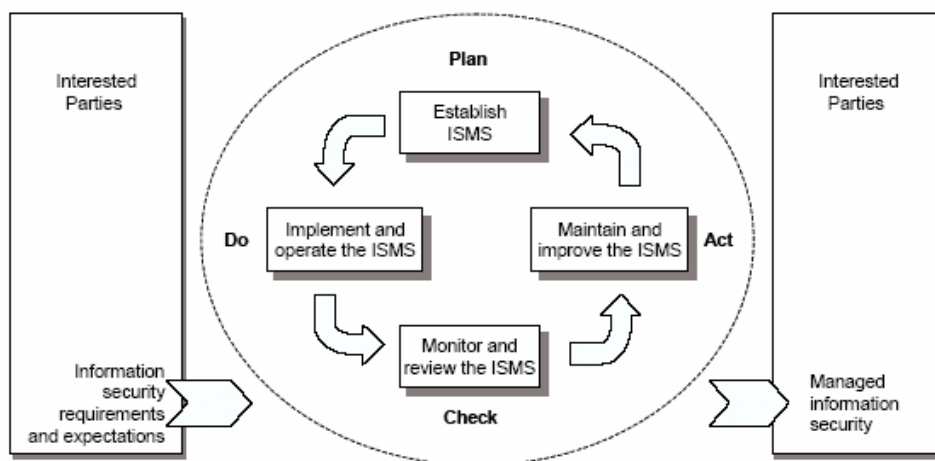 Interested
Parties
Information
security
requirements
and expectations
Plan
Establish
ISMS
Do
Implement and
operate the ISMS
Maintain and
improve the ISMS
Act
Monitor and
review the ISMS
Check
Interested
Parties
Managed
information
security